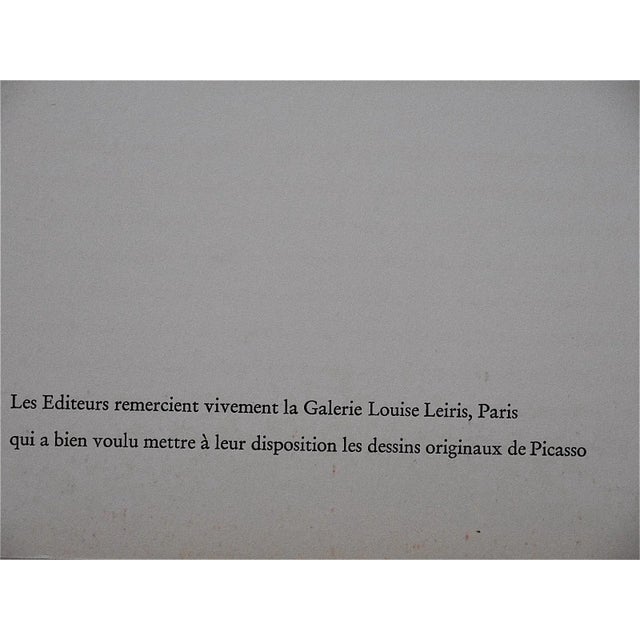 Les Editeurs remercient vivement la Galerie Louise Leiris, Paris
qui a bien voulu mettre à leur disposition les dessins originaux de Picasso